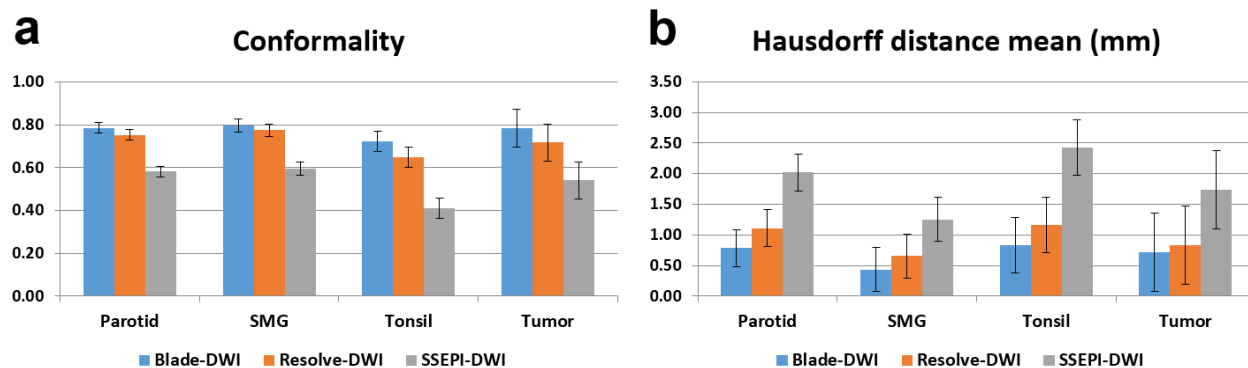 a
Conformality
1.00
0.80
0.60
0.40
0.20
0.00
Parotid SMG Tonsil Tumor
Blade-DWI Resolve-DWI SSEPI-DWI
b
Hausdorff distance mean (mm)
3.50
3.00
2.50
2.00
1.50
1.00
0.50
0.00
Parotid SMG Tonsil Tumor
Blade-DWI Resolve-DWI SSEPI-DWI